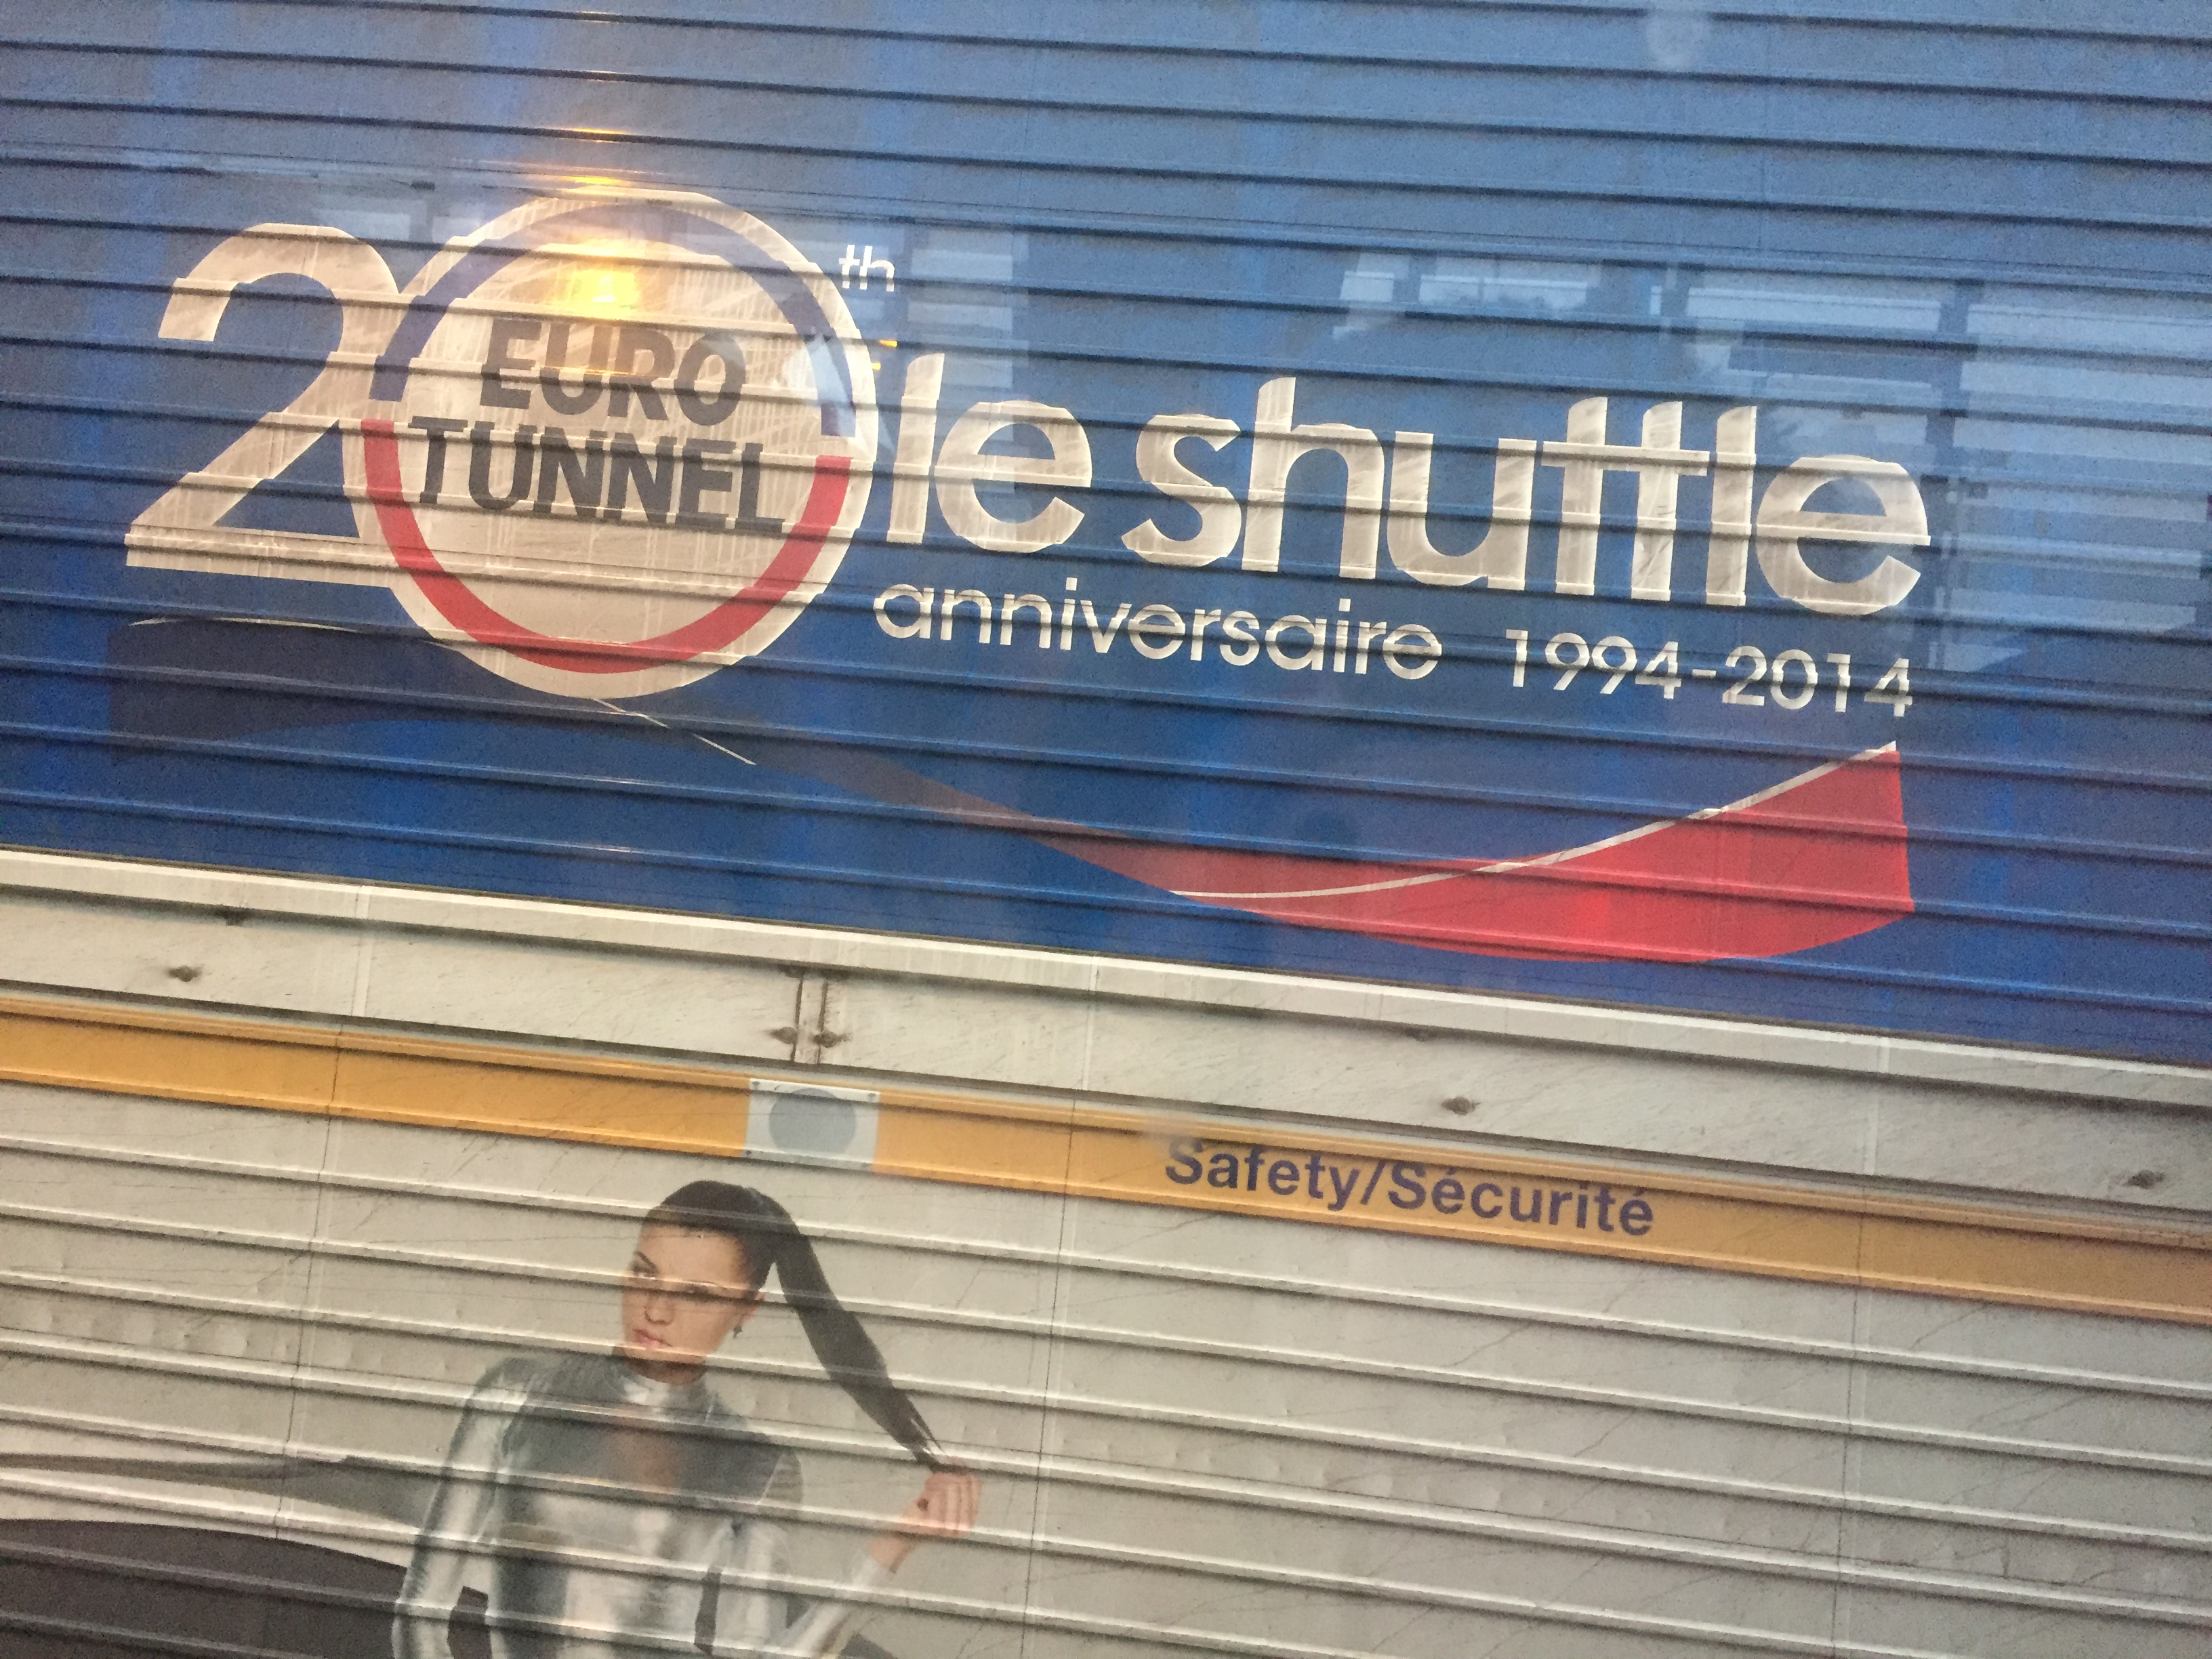 20th
EURO
TUNNEL
le shuttle
anniversaire 1994-2014
Safety/Sécurité